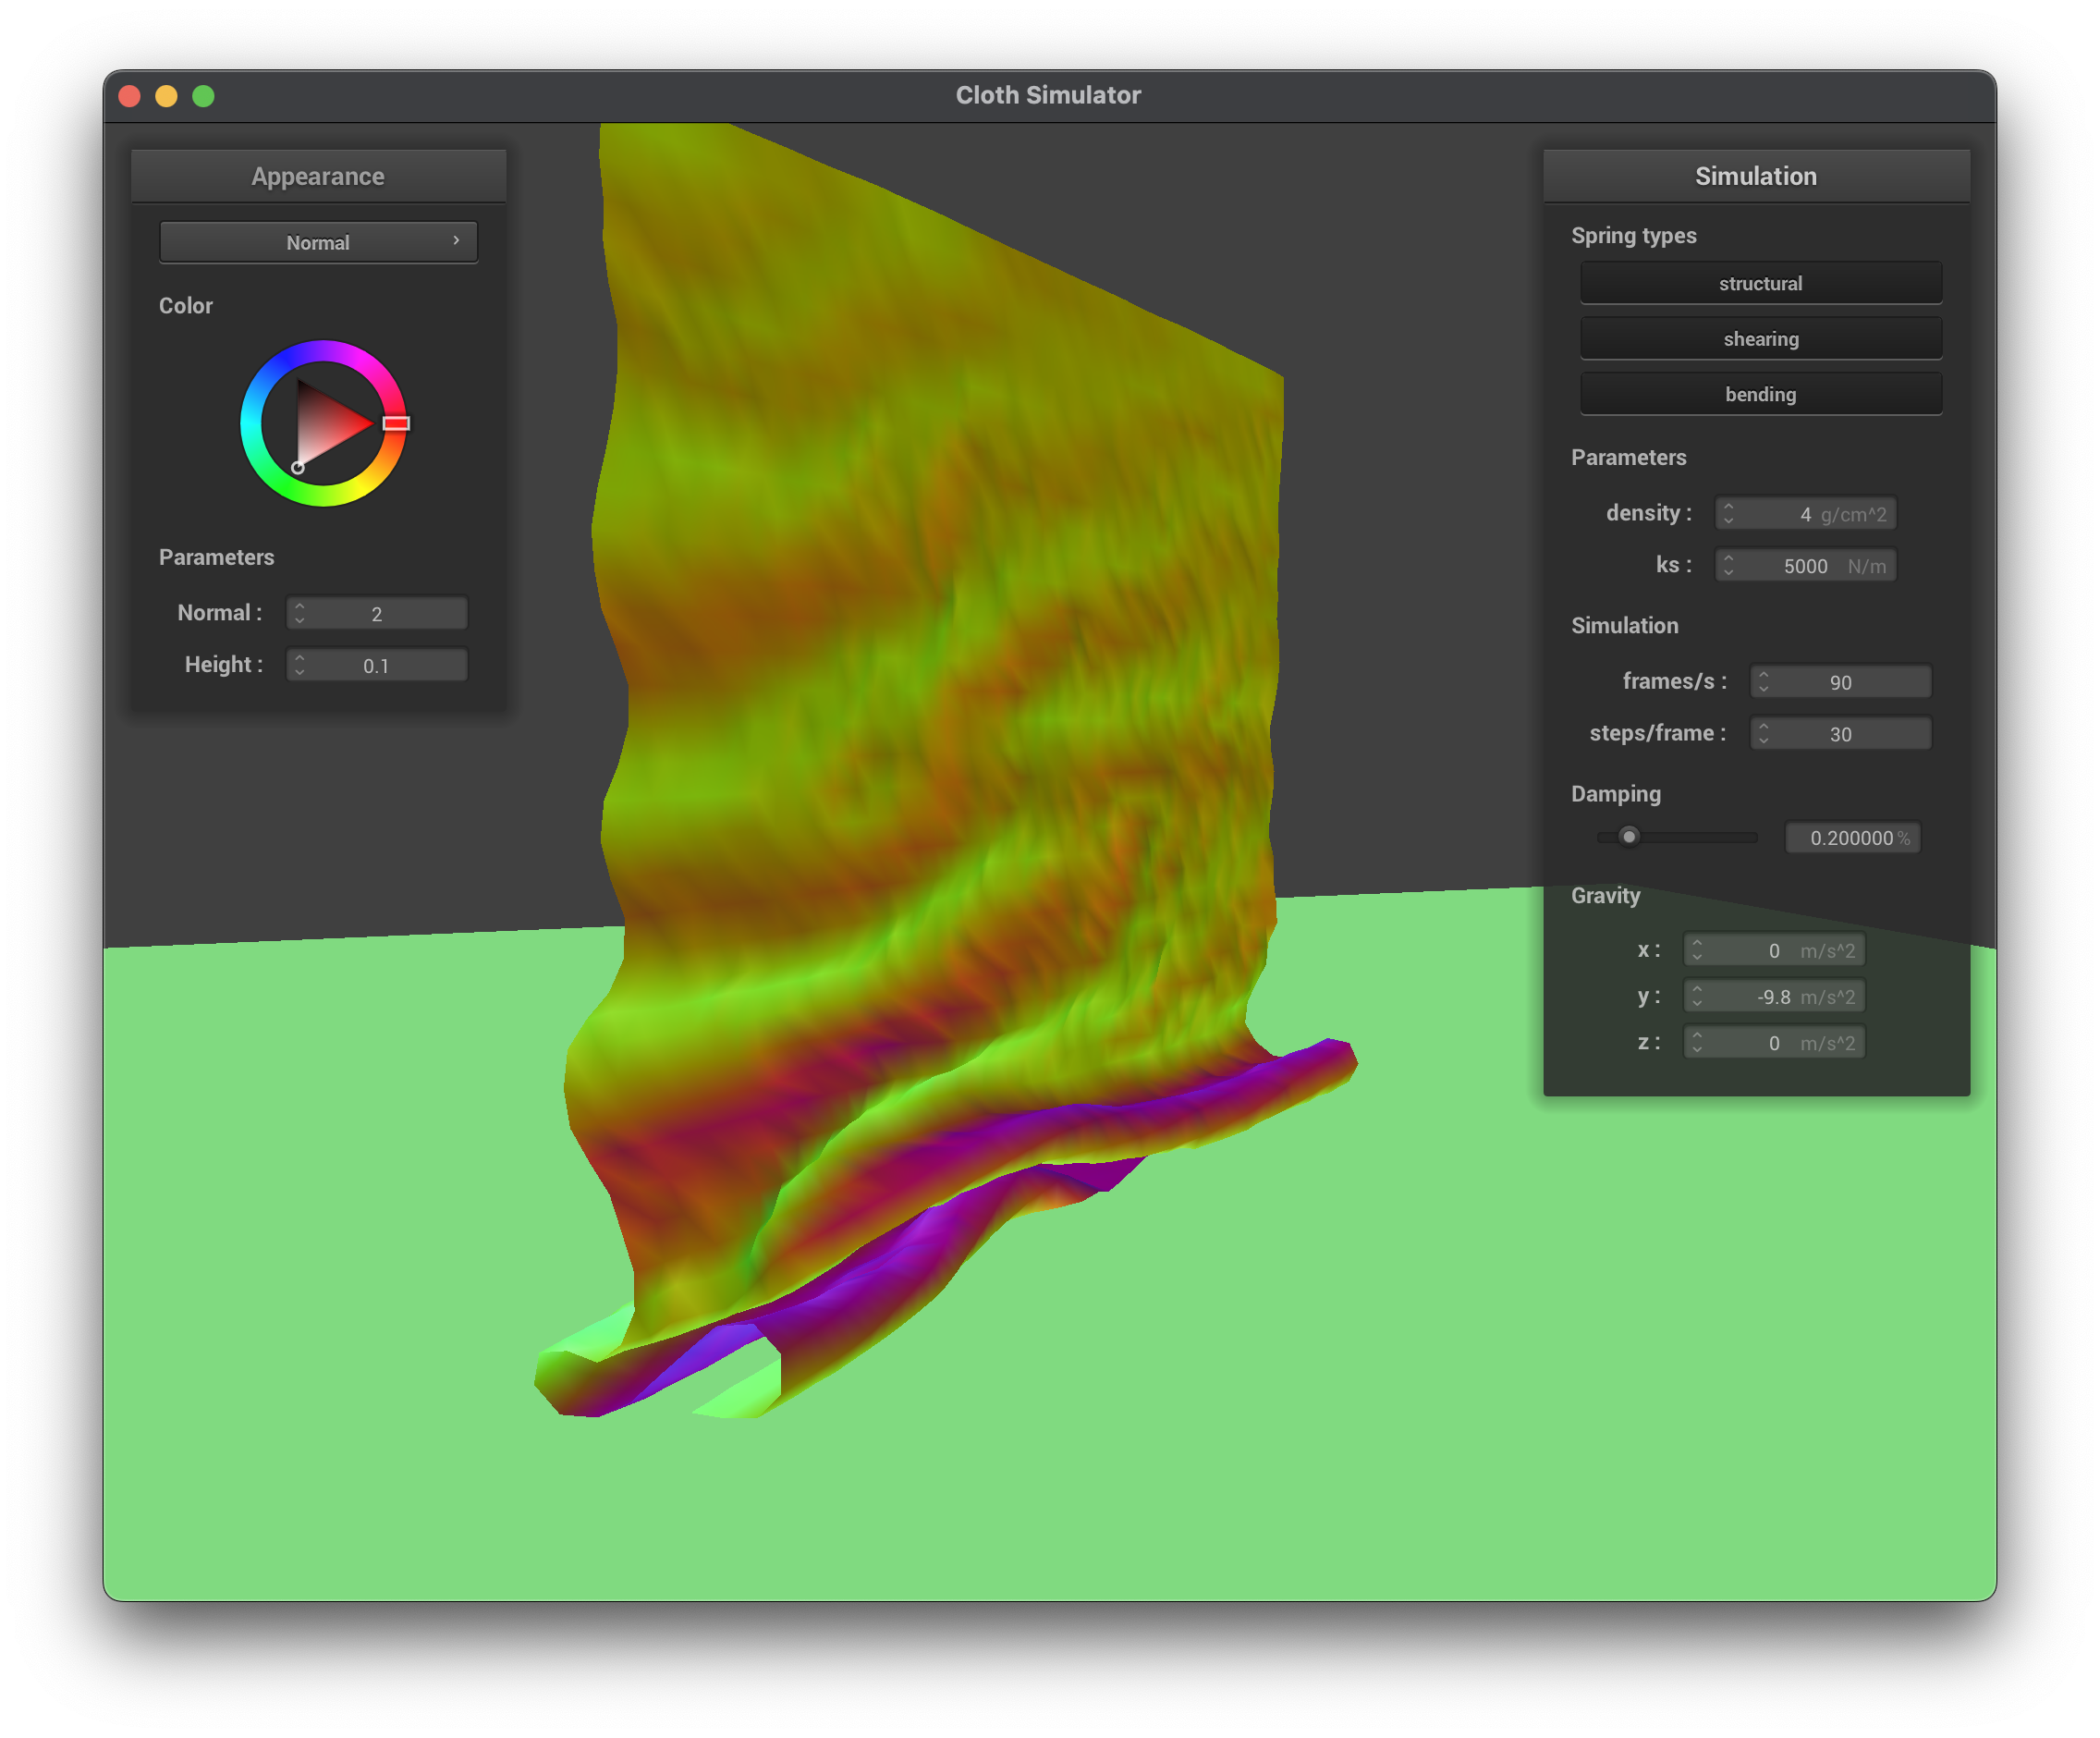 Cloth Simulator
Appearance
Normal
Color
Parameters
Normal : 2
Height : 0.1
Simulation
Spring types
structural
shearing
bending
Parameters
density : 4 g/cm^2
ks : 5000 N/m
Simulation
frames/s : 90
steps/frame : 30
Damping
0.200000 %
Gravity
x : 0 m/s^2
y : -9.8 m/s^2
z : 0 m/s^2